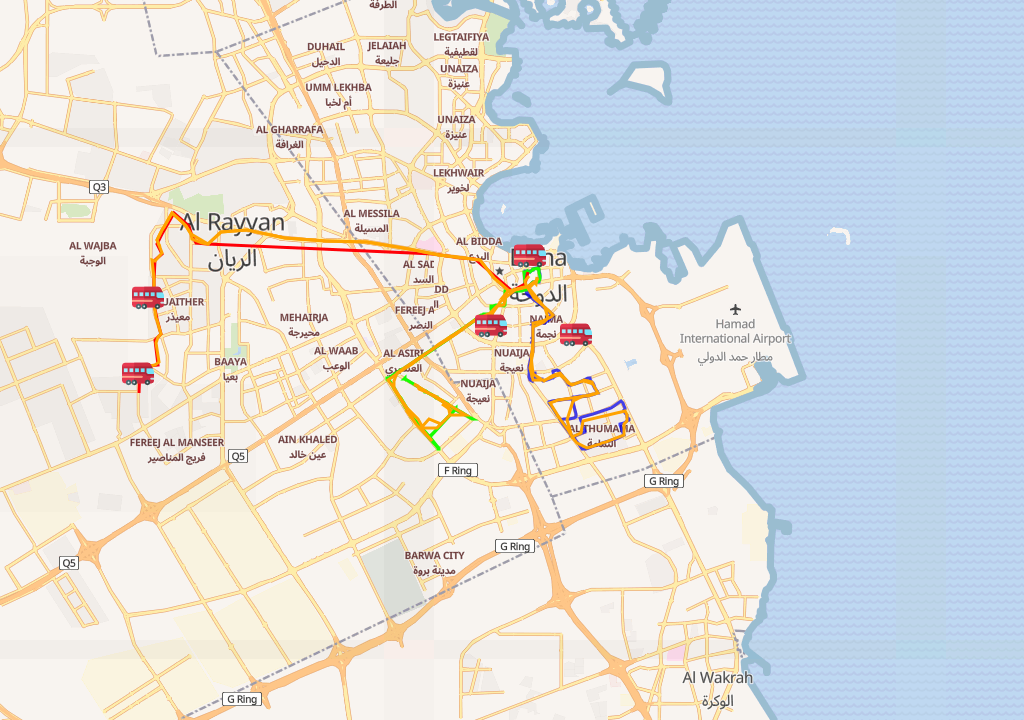 الطرفة
LEGTAIFIYA
لقطيفية
DUHAIL
الدحيل
JELAIAH
جليعة
UNAIZA
عنيزة
UMM LEKHBA
أم لخبا
UNAIZA
عنيزة
AL GHARRAFA
الغرافة
LEKHWAIR
لخوير
Q3
AL MESSILA
المسيلة
Al Rayyan
الريان
AL WAJBA
الوجبة
AL BIDDA
البدع
AL SAD
السد
DD
ال
الدوحة
JAITHER
معيذر
MEHAIRJA
محيرجة
FEREEJ A
النصر
NAJMA
نجمة
Hamad
International Airport
مطار حمد الدولي
AL WAAB
الوعب
AL ASIRI
العسيري
NUAIJA
نعيجة
BAAYA
بعيا
NUAIJA
نعيجة
AL THUMAMA
الثمامة
FEREEJ AL MANSEER
فريج المناصير
AIN KHALED
عين خالد
Q5
F Ring
G Ring
G Ring
BARWA CITY
مدينة بروة
Q5
Al Wakrah
الوكرة
G Ring